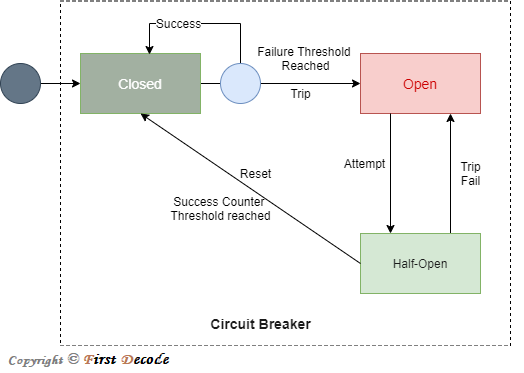 Success
Failure Threshold
Reached
Closed
Open
Trip
Attempt
Trip
Fail
Reset
Success Counter
Threshold reached
Half-Open
Circuit Breaker
Copyright © First Decode